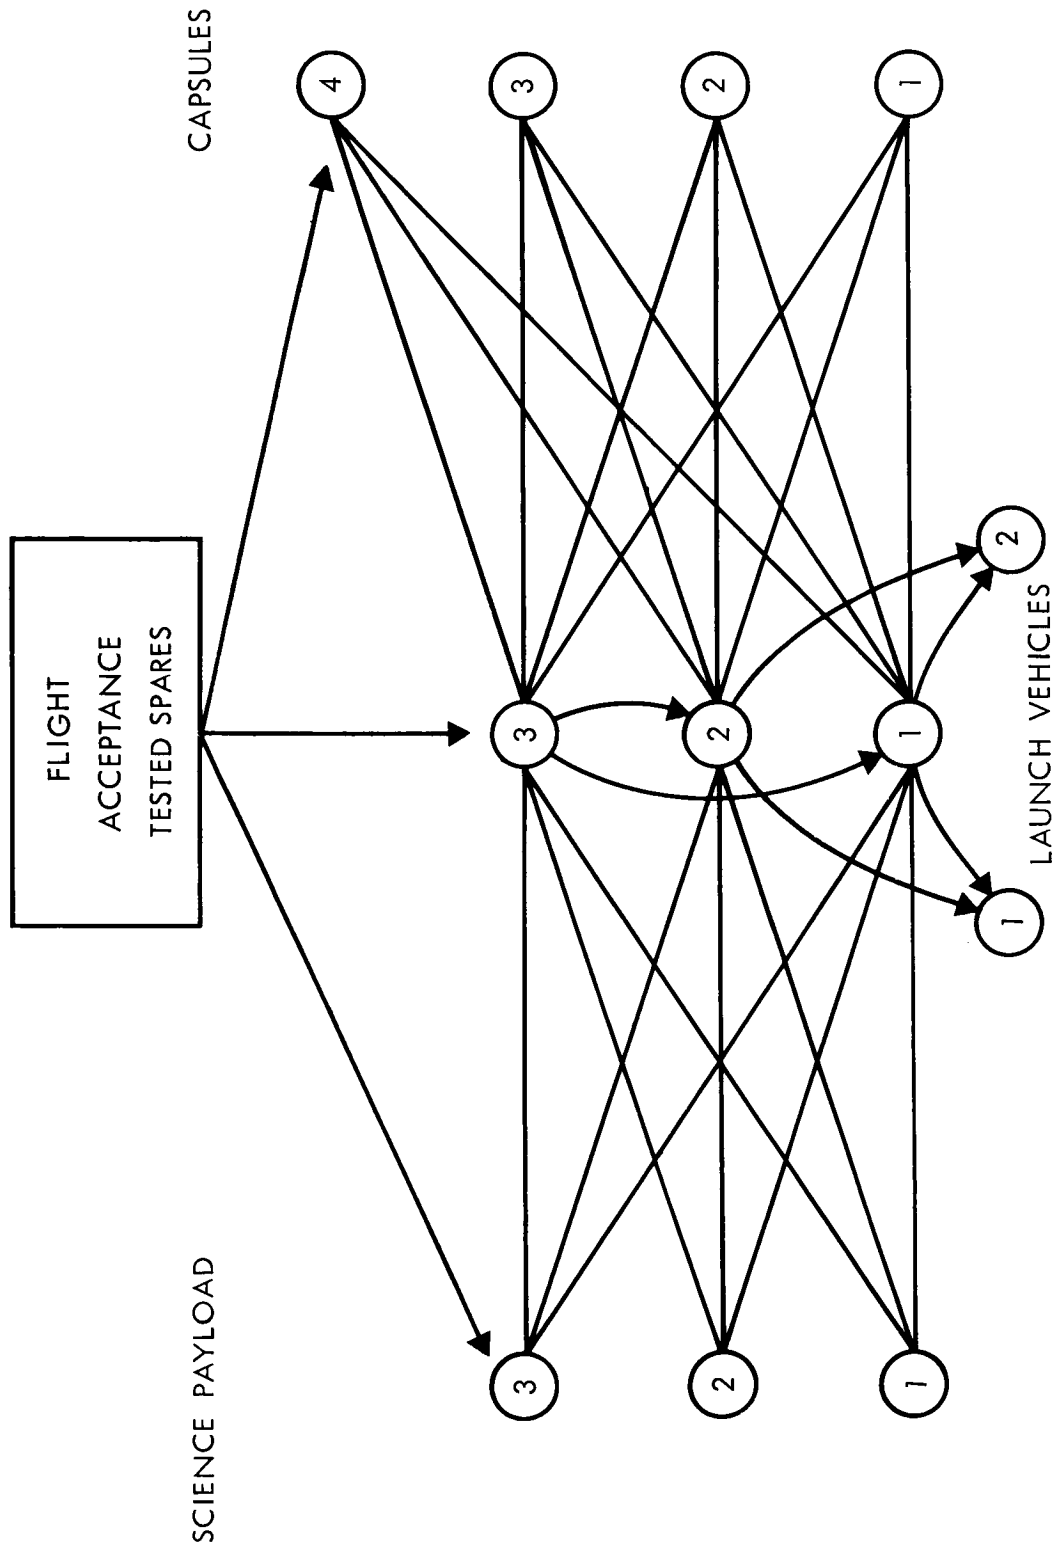 FLIGHT
ACCEPTANCE
TESTED SPARES
SCIENCE PAYLOAD
CAPSULES
4
3
3
3
2
2
2
1
1
1
1
2
LAUNCH VEHICLES